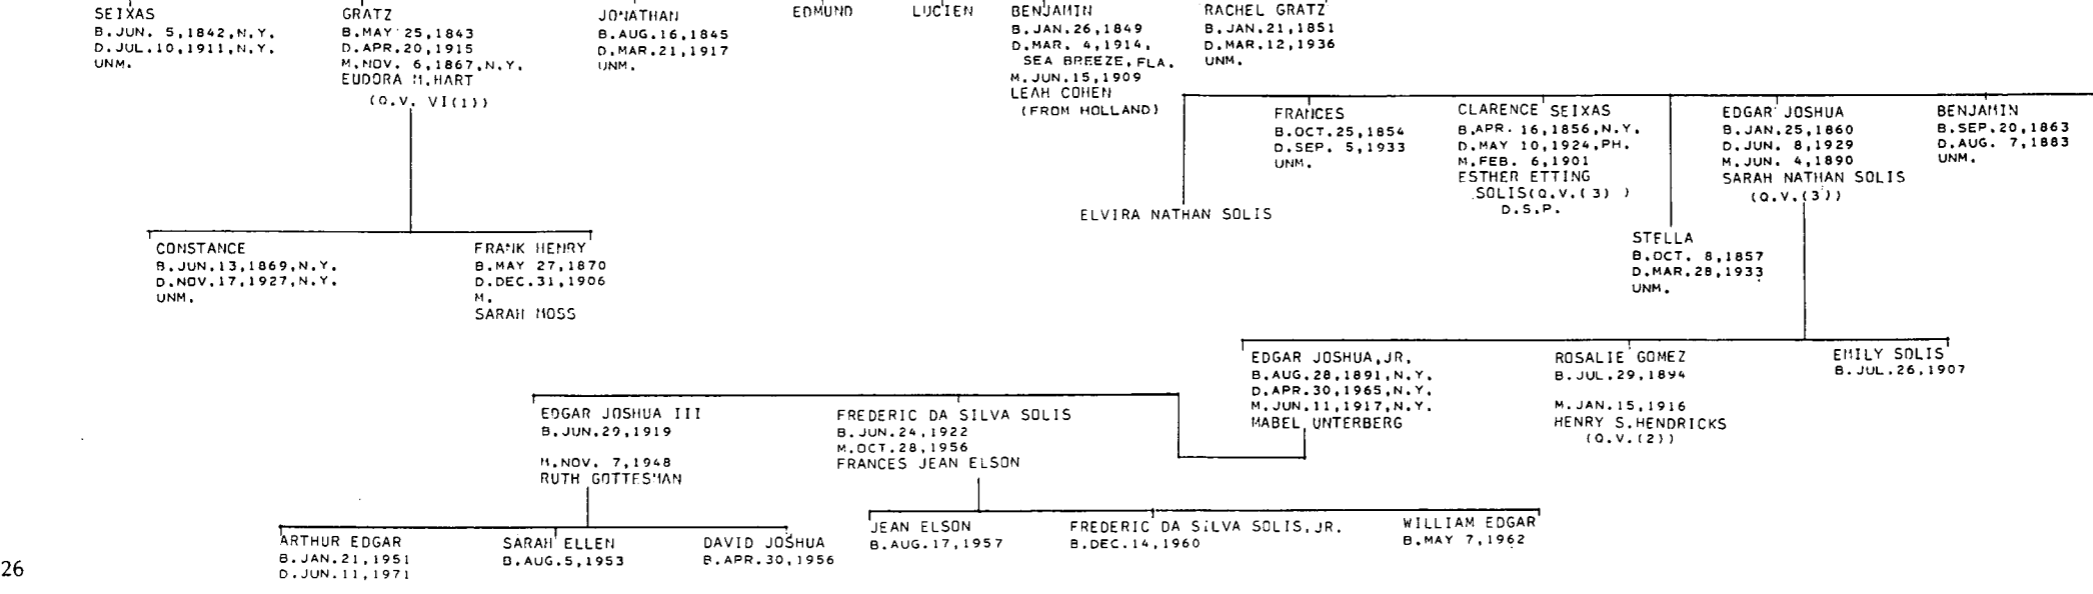 SEIXAS
B.JUN. 5,1842,N.Y.
D.JUL.10,1911,N.Y.
UNM.
GRATZ
B.MAY 25,1843
D.APR.20,1915
M.NOV. 6,1867,N.Y.
EUDORA M.HART
(Q.V. VI(1))
JONATHAN
B.AUG.16,1845
D.MAR.21,1917
UNM.
EDMUND
LUCIEN
BENJAMIN
B.JAN.26,1849
D.MAR. 4,1914,
SEA BREEZE,FLA.
M.JUN.15,1909
LEAH COHEN
(FROM HOLLAND)
RACHEL GRATZ
B.JAN.21,1851
D.MAR.12,1936
UNM.
FRANCES
B.OCT.25,1854
D.SEP. 5,1933
UNM.
CLARENCE SEIXAS
B.APR. 16,1856,N.Y.
D.MAY 10,1924,PH.
M.FEB. 6,1901
ESTHER ETTING
SOLIS(Q.V.(3) )
D.S.P.
EDGAR JOSHUA
B.JAN.25,1860
D.JUN. 8,1929
M.JUN. 4,1890
SARAH NATHAN SOLIS
(Q.V.(3))
BENJAMIN
B.SEP.20,1863
D.AUG. 7,1883
UNM.
ELVIRA NATHAN SOLIS
STELLA
B.OCT. 8,1857
D.MAR.28,1933
UNM.
CONSTANCE
B.JUN.13,1869,N.Y.
D.NOV.17,1927,N.Y.
UNM.
FRANK HENRY
B.MAY 27,1870
D.DEC.31,1906
M.
SARAH MOSS
EDGAR JOSHUA,JR.
B.AUG.28,1891,N.Y.
D.APR.30,1965,N.Y.
M.JUN.11,1917,N.Y.
MABEL UNTERBERG
ROSALIE GOMEZ
B.JUL.29,1894
M.JAN.15,1916
HENRY S.HENDRICKS
(Q.V.(2))
EMILY SOLIS
B.JUL.26,1907
EDGAR JOSHUA III
B.JUN.29,1919
M.NOV. 7,1948
RUTH GOTTESMAN
FREDERIC DA SILVA SOLIS
B.JUN.24,1922
M.OCT.28,1956
FRANCES JEAN ELSON
ARTHUR EDGAR
B.JAN.21,1951
D.JUN.11,1971
SARAH ELLEN
B.AUG.5,1953
DAVID JOSHUA
B.APR.30,1956
JEAN ELSON
B.AUG.17,1957
FREDERIC DA SILVA SOLIS,JR.
B.DEC.14,1960
WILLIAM EDGAR
B.MAY 7,1962
26